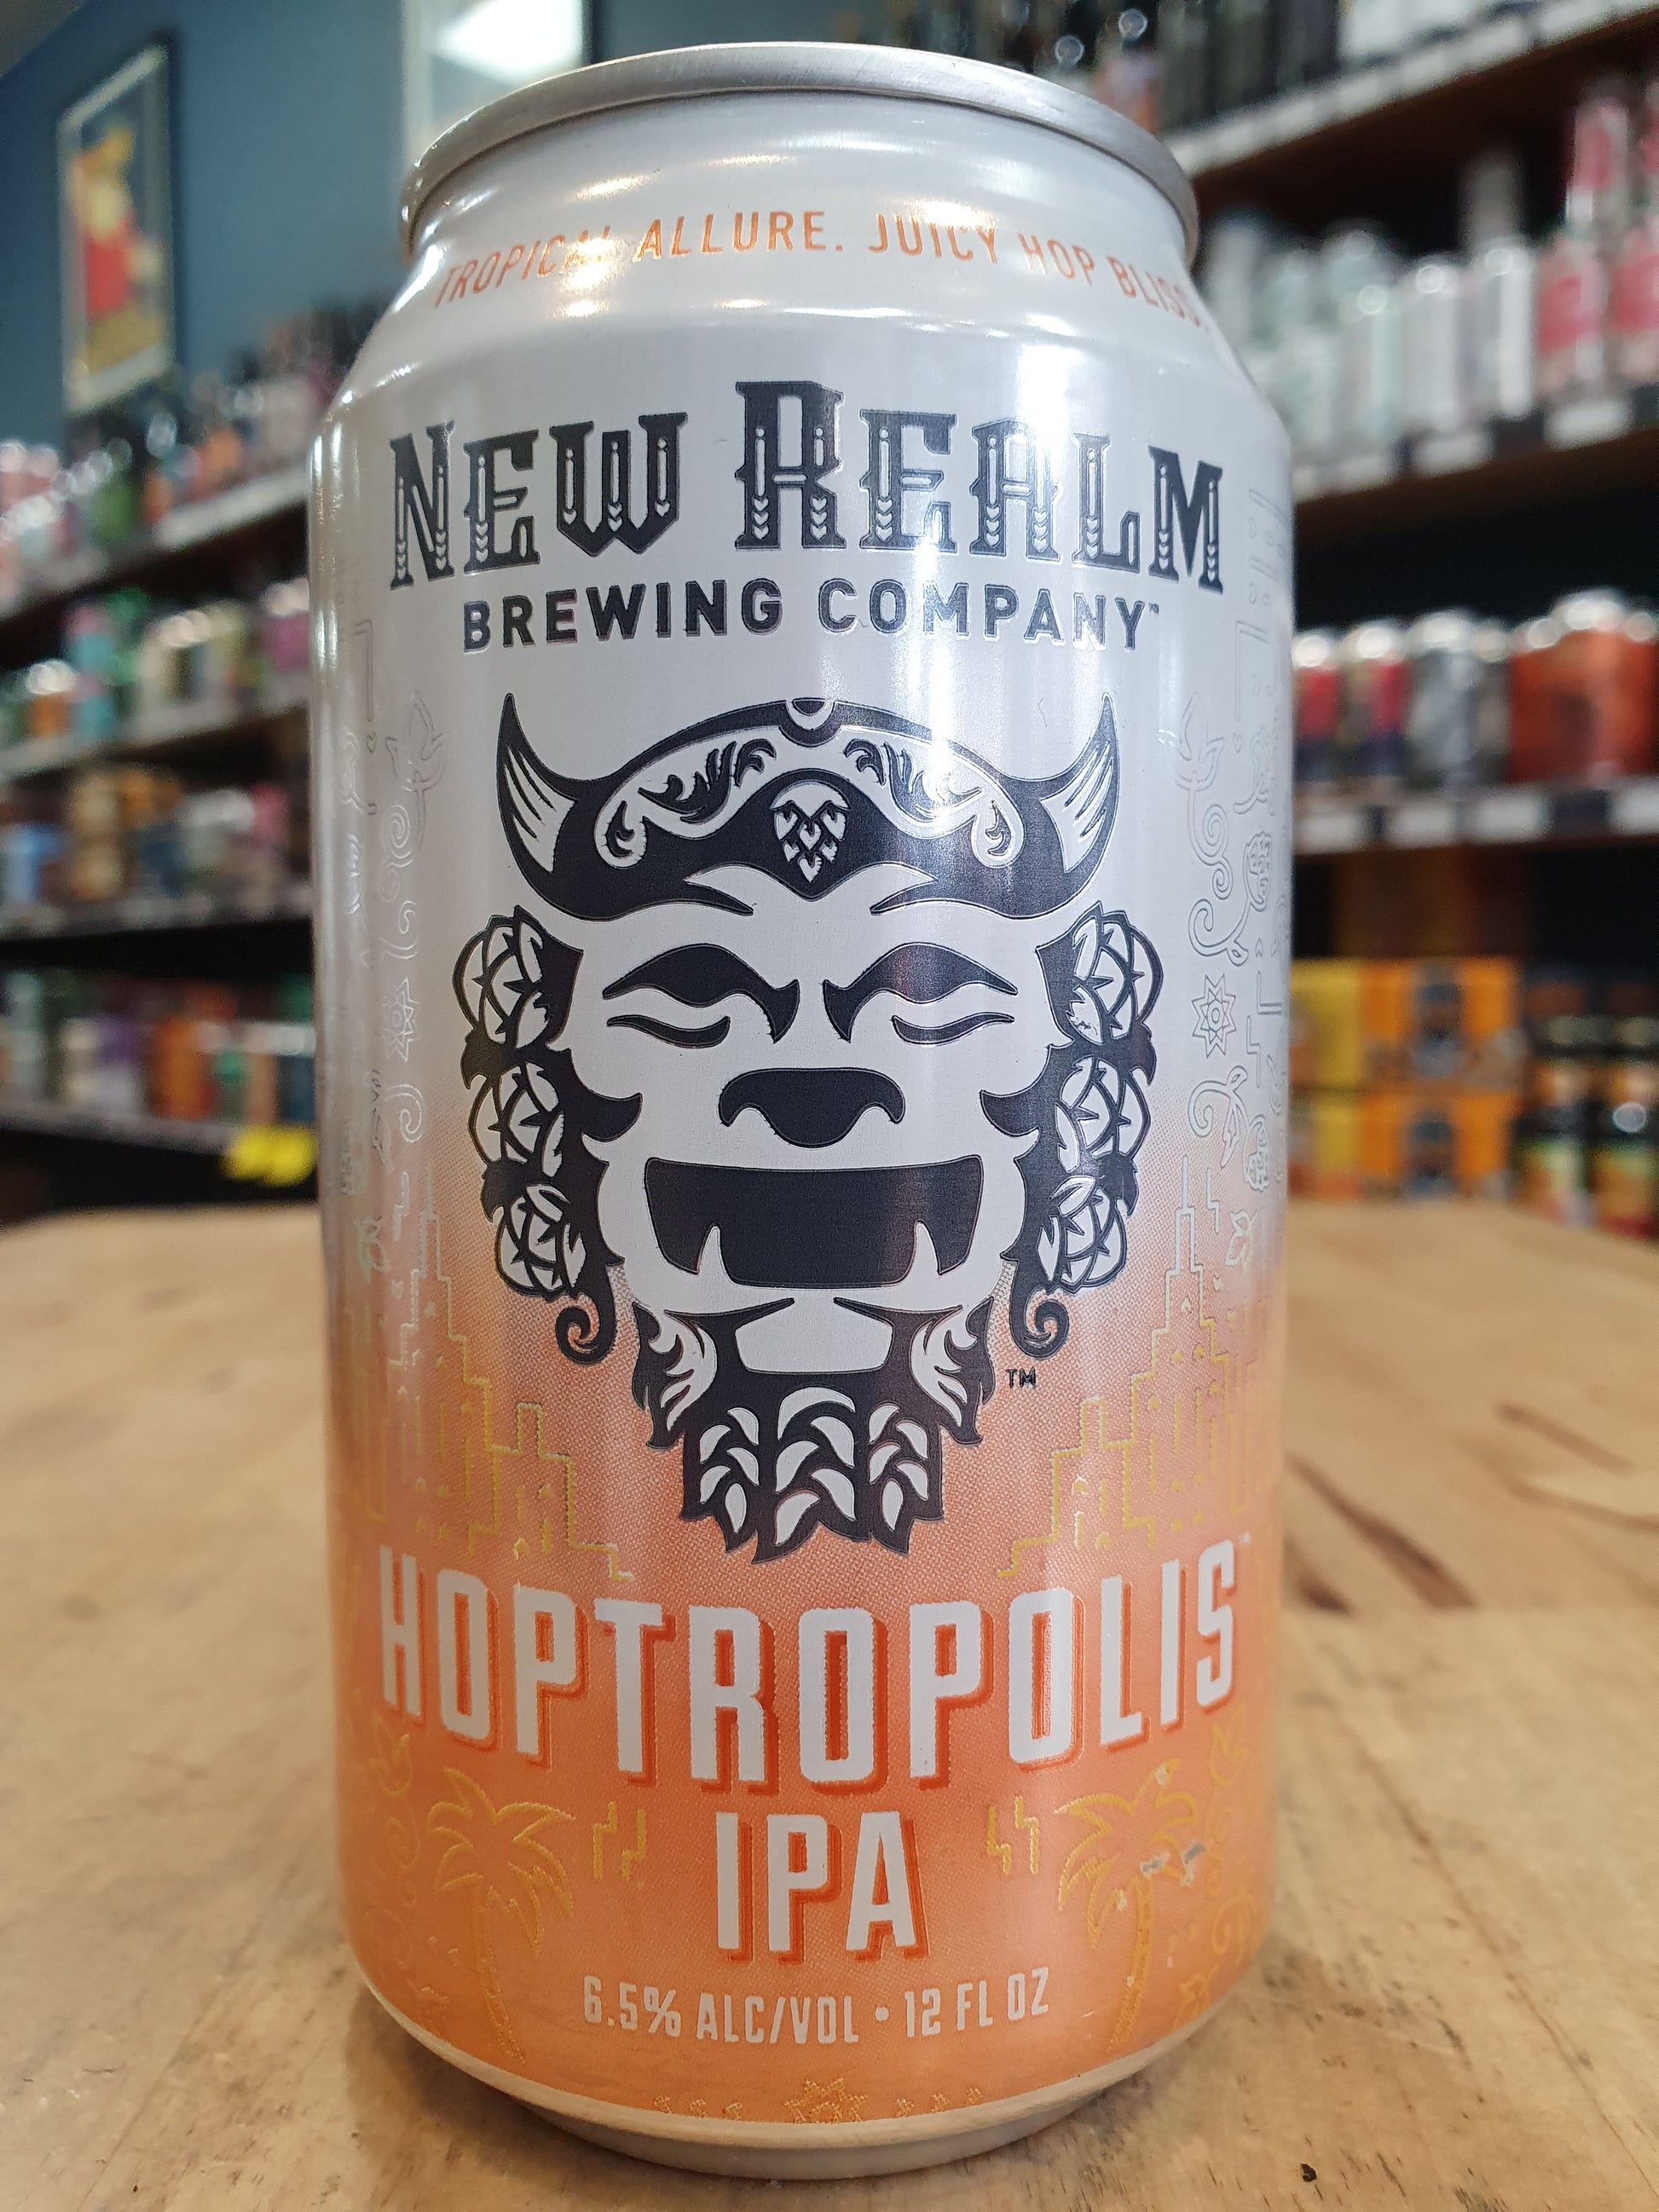 TROPICAL ALLURE. JUICY HOP BLISS.
NEW REALM
BREWING COMPANY™
TM
HOPTROPOLIS™
IPA
6.5% ALC/VOL • 12 FL OZ